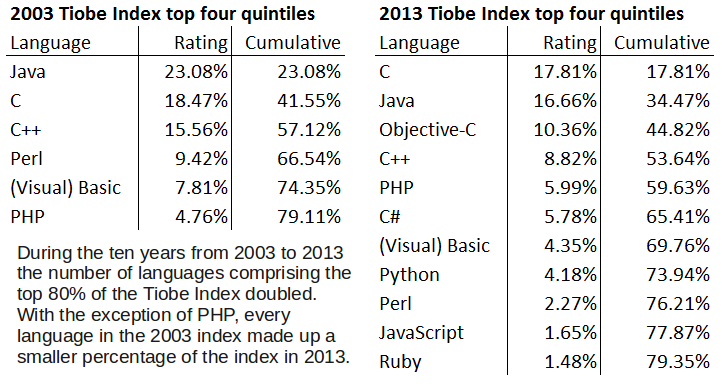 2003 Tiobe Index top four quintiles
Language Rating Cumulative
Java 23.08% 23.08%
C 18.47% 41.55%
C++ 15.56% 57.12%
Perl 9.42% 66.54%
(Visual) Basic 7.81% 74.35%
PHP 4.76% 79.11%
During the ten years from 2003 to 2013
the number of languages comprising the
top 80% of the Tiobe Index doubled.
With the exception of PHP, every
language in the 2003 index made up a
smaller percentage of the index in 2013.
2013 Tiobe Index top four quintiles
Language Rating Cumulative
C 17.81% 17.81%
Java 16.66% 34.47%
Objective-C 10.36% 44.82%
C++ 8.82% 53.64%
PHP 5.99% 59.63%
C# 5.78% 65.41%
(Visual) Basic 4.35% 69.76%
Python 4.18% 73.94%
Perl 2.27% 76.21%
JavaScript 1.65% 77.87%
Ruby 1.48% 79.35%